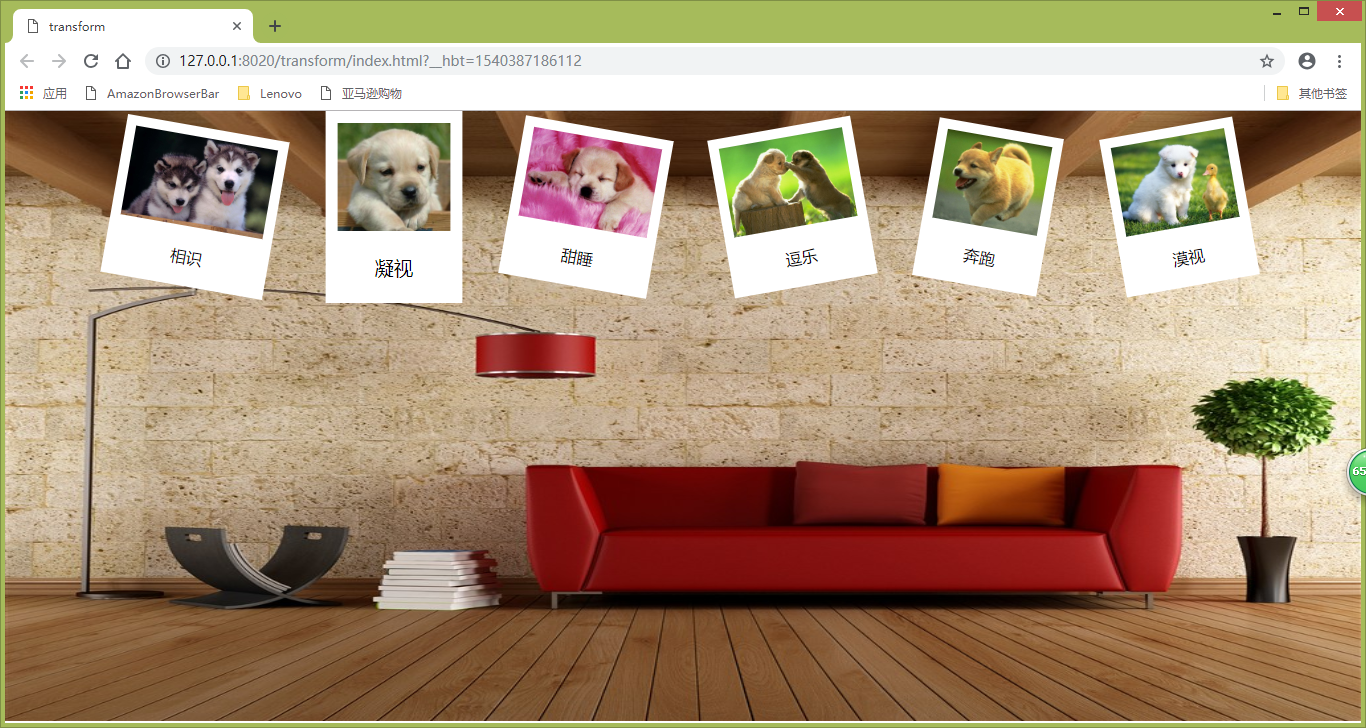 transform
127.0.0.1:8020/transform/index.html?__hbt=1540387186112
应用 AmazonBrowserBar Lenovo 亚马逊购物 其他书签
相识 凝视 甜睡 逗乐 奔跑 漠视
65